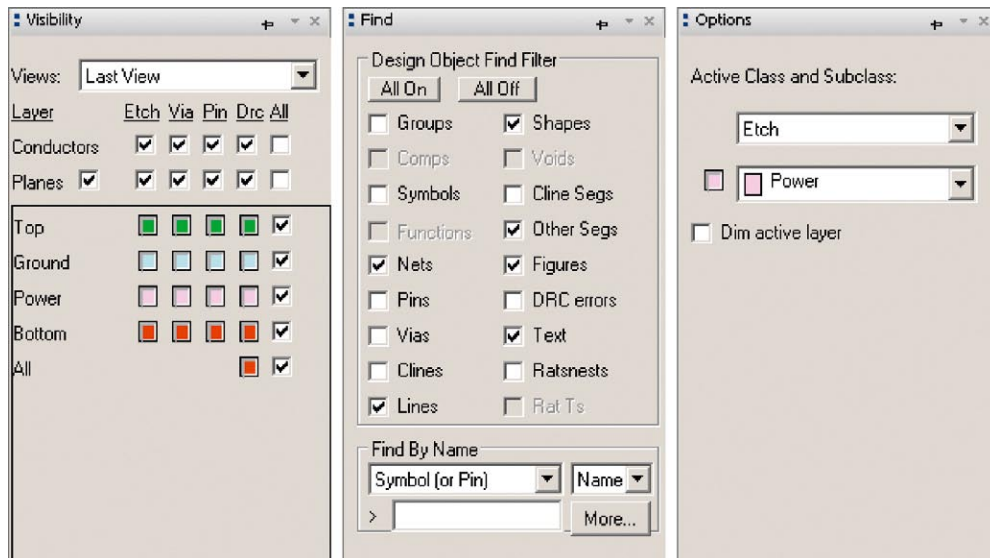 Visibility
Views: Last View
Layer Etch Via Pin Drc All
Conductors
Planes
Top
Ground
Power
Bottom
All
Find
Design Object Find Filter
All On All Off
Groups Shapes
Comps Voids
Symbols Cline Segs
Functions Other Segs
Nets Figures
Pins DRC errors
Vias Text
Clines Ratsnests
Lines Rat Ts
Find By Name
Symbol (or Pin) Name
> More...
Options
Active Class and Subclass:
Etch
Power
Dim active layer